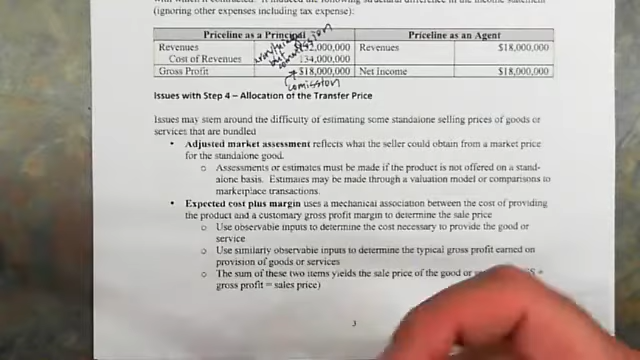 (ignoring other expenses including tax expense):
Priceline as a Principal Priceline as an Agent
Revenues 2,000,000 Revenues $18,000,000
Cost of Revenues 134,000,000
Gross Profit $18,000,000 Net Income $18,000,000
comission
Issues with Step 4 – Allocation of the Transfer Price
Issues may stem around the difficulty of estimating some standalone selling prices of goods or
services that are bundled
• Adjusted market assessment reflects what the seller could obtain from a market price
for the standalone good.
o Assessments or estimates must be made if the product is not offered on a stand-
alone basis. Estimates may be made through a valuation model or comparisons to
marketplace transactions.
• Expected cost plus margin uses a mechanical association between the cost of providing
the product and a customary gross profit margin to determine the sale price
o Use observable inputs to determine the cost necessary to provide the good or
service
o Use similarly observable inputs to determine the typical gross profit earned on
provision of goods or services
o The sum of these two items yields the sale price of the good or
gross profit = sales price)
3